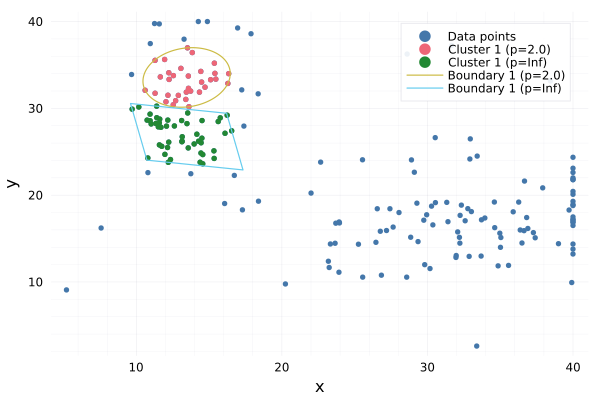 40
30
20
10
y
10
20
30
40
x
Data points
Cluster 1 (p=2.0)
Cluster 1 (p=Inf)
Boundary 1 (p=2.0)
Boundary 1 (p=Inf)